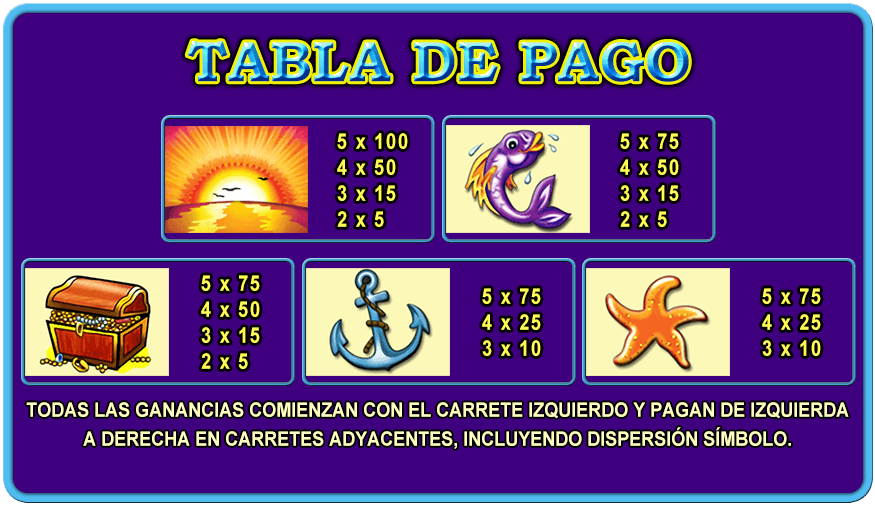 TABLA DE PAGO
5 x 100
4 x 50
3 x 15
2 x 5
5 x 75
4 x 50
3 x 15
2 x 5
5 x 75
4 x 50
3 x 15
2 x 5
5 x 75
4 x 25
3 x 10
5 x 75
4 x 25
3 x 10
TODAS LAS GANANCIAS COMIENZAN CON EL CARRETE IZQUIERDO Y PAGAN DE IZQUIERDA
A DERECHA EN CARRETES ADYACENTES, INCLUYENDO DISPERSIÓN SÍMBOLO.